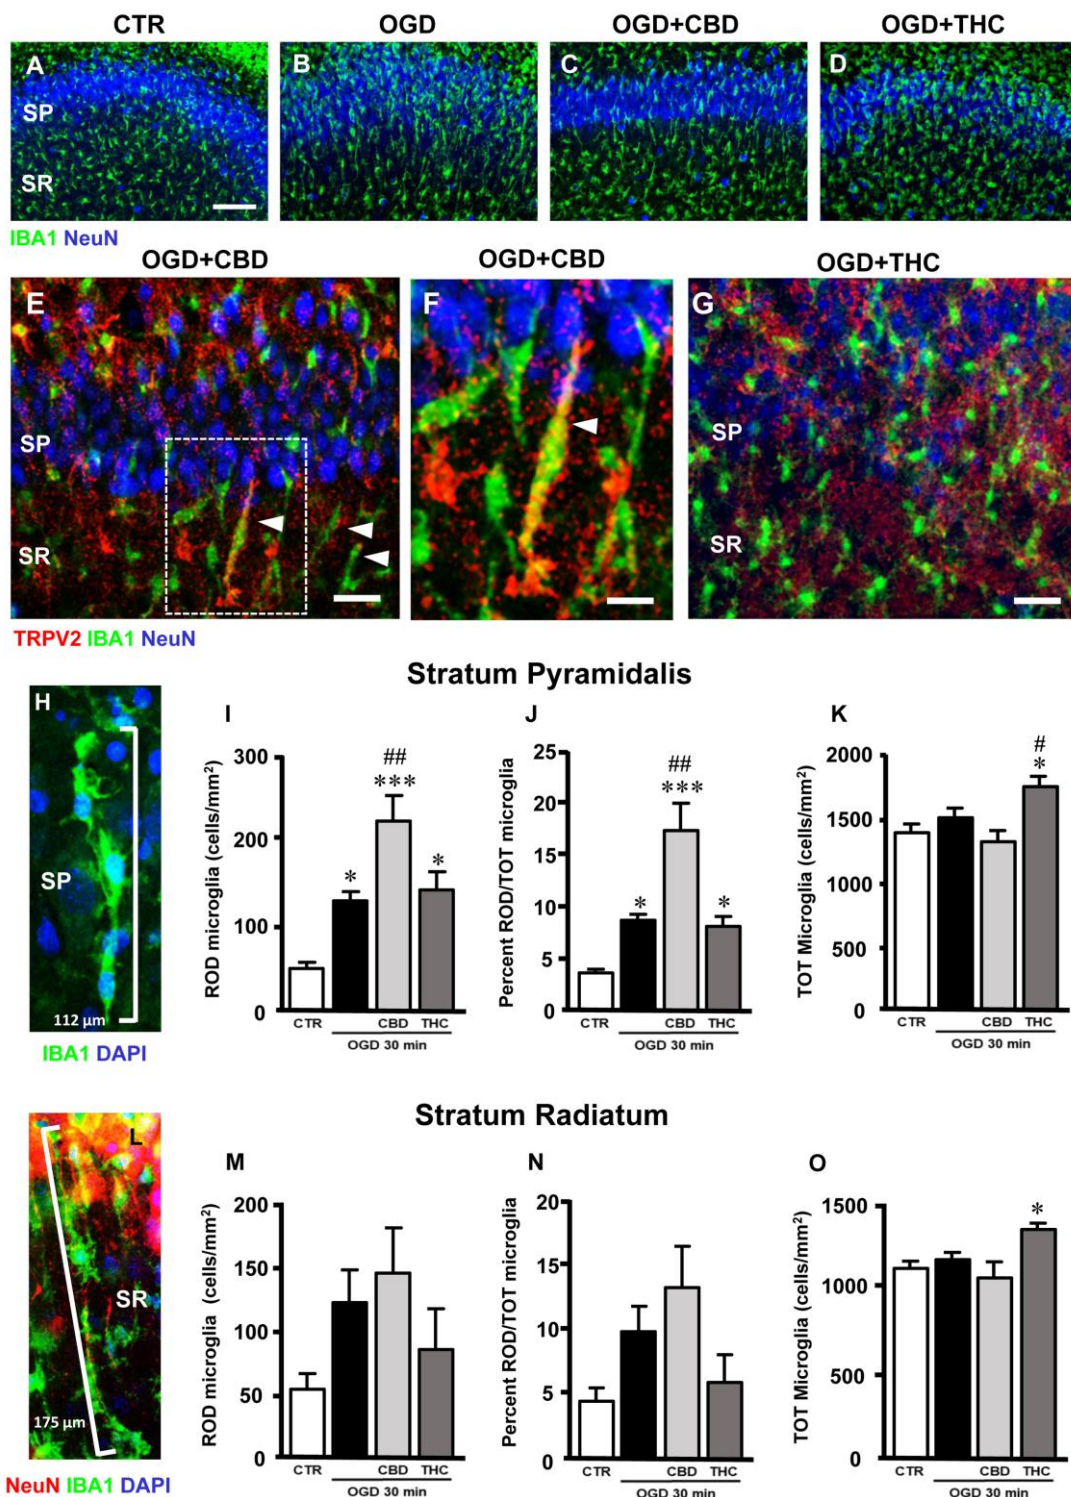 CTR OGD OGD+CBD OGD+THC
A B C D
SP
SR
IBA1 NeuN
OGD+CBD OGD+CBD OGD+THC
E F G
SP SP
SR SR
TRPV2 IBA1 NeuN
Stratum Pyramidalis
H I J K
SP
112 µm
IBA1 DAPI
ROD microglia (cells/mm²)
300
200
100
0
*
##
***
*
CTR CBD THC
OGD 30 min
Percent ROD/TOT microglia
25
20
15
10
5
0
*
##
***
*
CTR CBD THC
OGD 30 min
TOT Microglia (cells/mm²)
2000
1500
1000
500
0
#
*
CTR CBD THC
OGD 30 min
Stratum Radiatum
L M N O
SR
175 µm
NeuN IBA1 DAPI
ROD microglia (cells/mm²)
200
150
100
50
0
CTR CBD THC
OGD 30 min
Percent ROD/TOT microglia
20
15
10
5
0
CTR CBD THC
OGD 30 min
TOT Microglia (cells/mm²)
1500
1000
500
0
*
CTR CBD THC
OGD 30 min